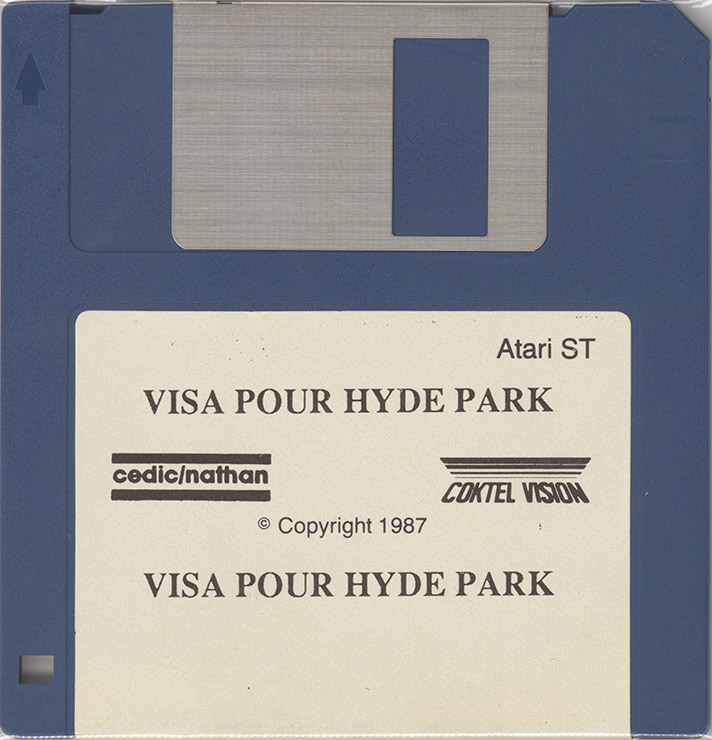 Atari ST
VISA POUR HYDE PARK
cedic/nathan
COKTEL VISION
© Copyright 1987
VISA POUR HYDE PARK